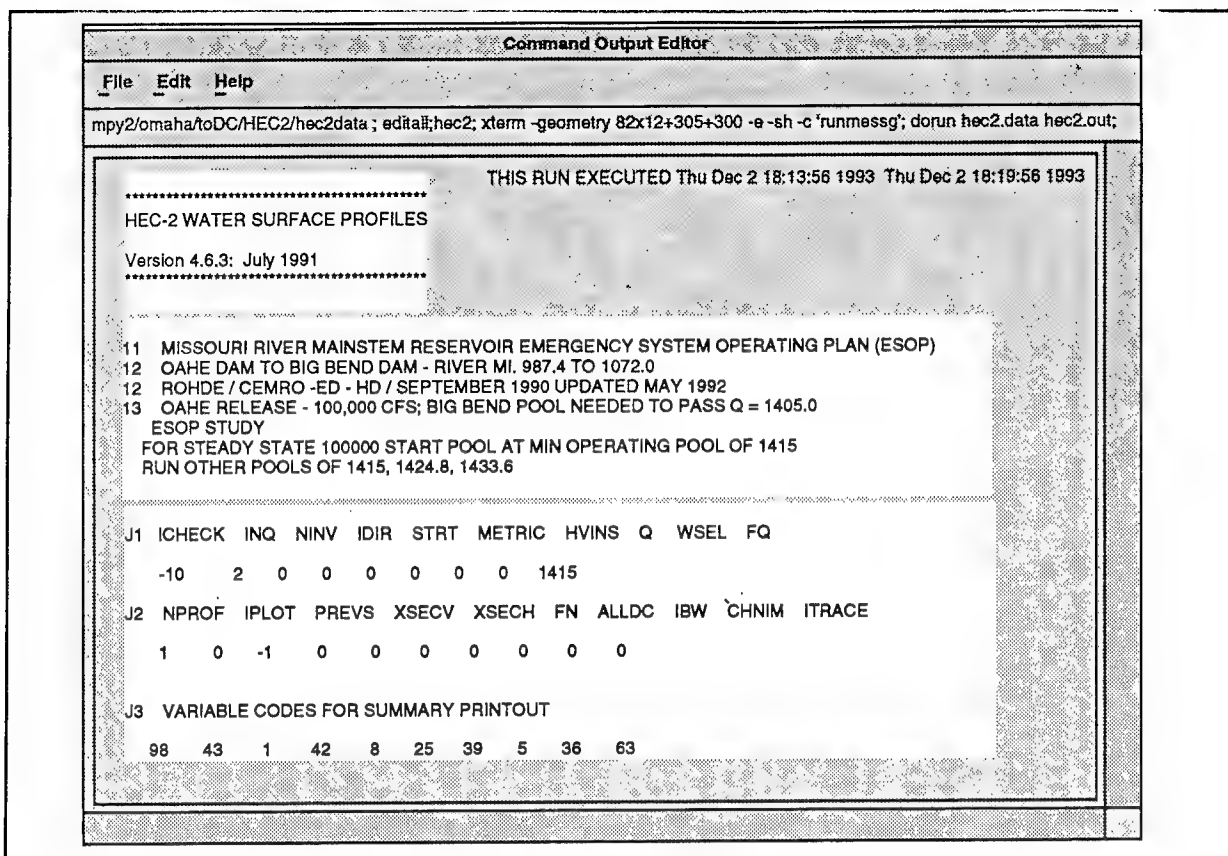 Command Output Editor
File Edit Help
mpy2/omaha/toDC/HEC2/hec2data ; editall;hec2; xterm -geometry 82x12+305+300 -e -sh -c 'runmessg'; dorun hec2.data hec2.out;
THIS RUN EXECUTED Thu Dec 2 18:13:56 1993 Thu Dec 2 18:19:56 1993
******************************************
HEC-2 WATER SURFACE PROFILES
Version 4.6.3: July 1991
******************************************
11 MISSOURI RIVER MAINSTEM RESERVOIR EMERGENCY SYSTEM OPERATING PLAN (ESOP)
12 OAHE DAM TO BIG BEND DAM - RIVER MI. 987.4 TO 1072.0
12 ROHDE / CEMRO -ED - HD / SEPTEMBER 1990 UPDATED MAY 1992
13 OAHE RELEASE - 100,000 CFS; BIG BEND POOL NEEDED TO PASS Q = 1405.0
ESOP STUDY
FOR STEADY STATE 100000 START POOL AT MIN OPERATING POOL OF 1415
RUN OTHER POOLS OF 1415, 1424.8, 1433.6
J1 ICHECK INQ NINV IDIR STRT METRIC HVINS Q WSEL FQ
-10 2 0 0 0 0 0 0 1415
J2 NPROF IPLOT PREVS XSECV XSECH FN ALLDC IBW CHNIM ITRACE
1 0 -1 0 0 0 0 0 0 0
J3 VARIABLE CODES FOR SUMMARY PRINTOUT
98 43 1 42 8 25 39 5 36 63